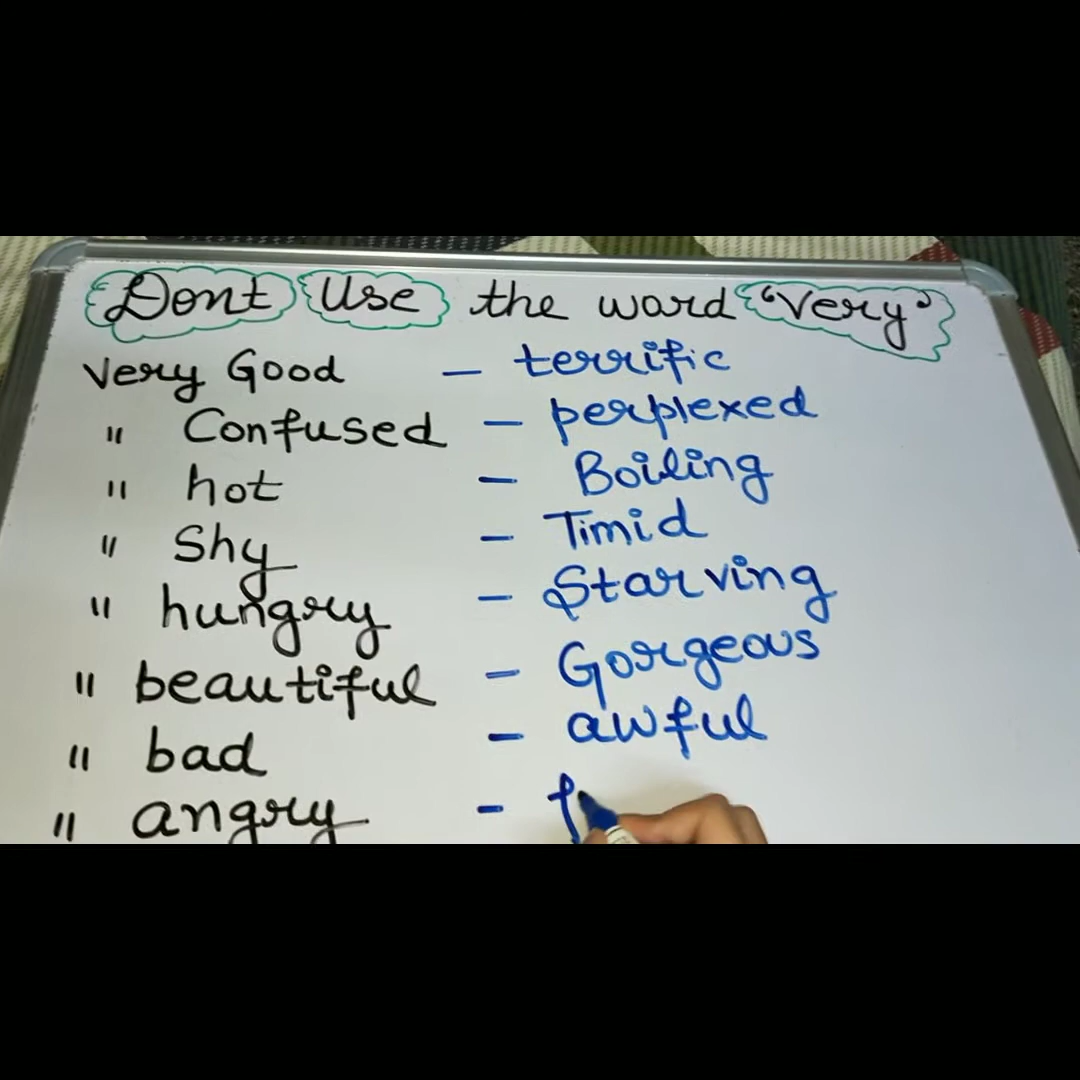 Dont Use the word "Very"
Very Good - terrific
" Confused - perplexed
" hot - Boiling
" Shy - Timid
" hungry - Starving
" beautiful - Gorgeous
" bad - awful
" angry - f